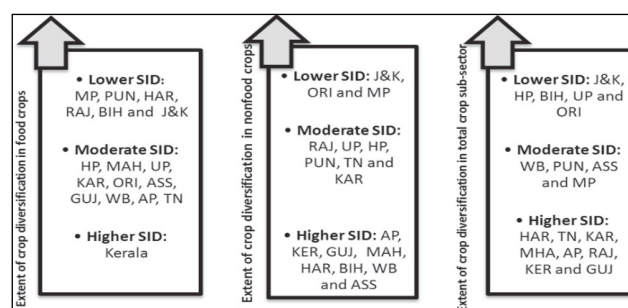 Extent of crop diversification in food crops
• Lower SID:
MP, PUN, HAR,
RAJ, BIH and J&K
• Moderate SID:
HP, MAH, UP,
KAR, ORI, ASS,
GUJ, WB, AP, TN
• Higher SID:
Kerala
Extent of crop diversification in nonfood crops
• Lower SID: J&K,
ORI and MP
• Moderate SID:
RAJ, UP, HP,
PUN, TN and
KAR
• Higher SID: AP,
KER, GUJ, MAH,
HAR, BIH, WB
and ASS
Extent of crop diversification in total crop sub-sector
• Lower SID: J&K,
HP, BIH, UP and
ORI
• Moderate SID:
WB, PUN, ASS
and MP
• Higher SID:
HAR, TN, KAR,
MHA, AP, RAJ,
KER and GUJ